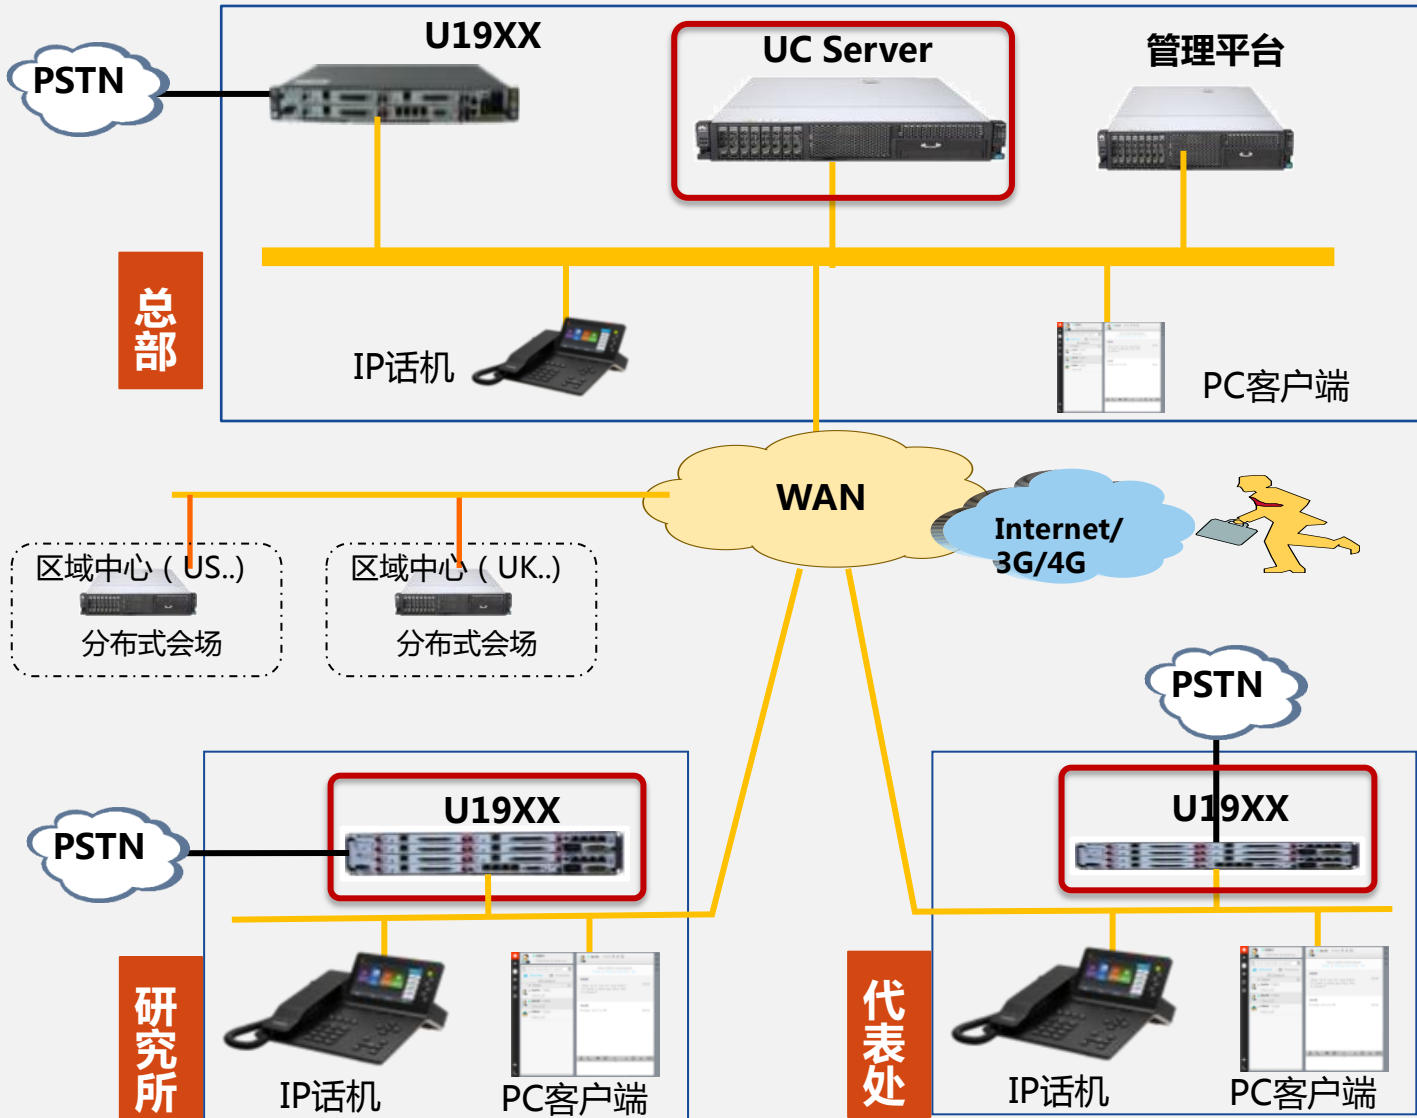 U19XX
UC Server
管理平台
PSTN
总部
IP话机
PC客户端
WAN
Internet/
3G/4G
区域中心（US..)
分布式会场
区域中心（UK..)
分布式会场
PSTN
U19XX
PSTN
U19XX
PSTN
研究所
IP话机
PC客户端
代表处
IP话机
PC客户端